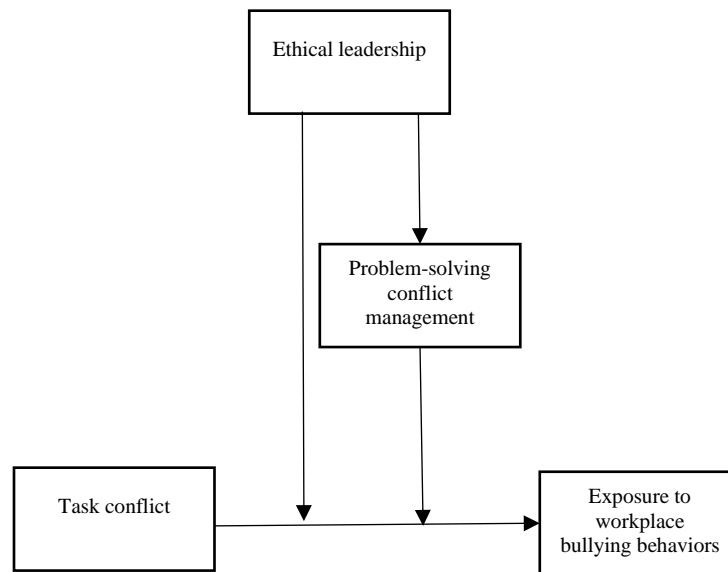 Ethical leadership
Problem-solving
conflict
management
Task conflict
Exposure to
workplace
bullying behaviors